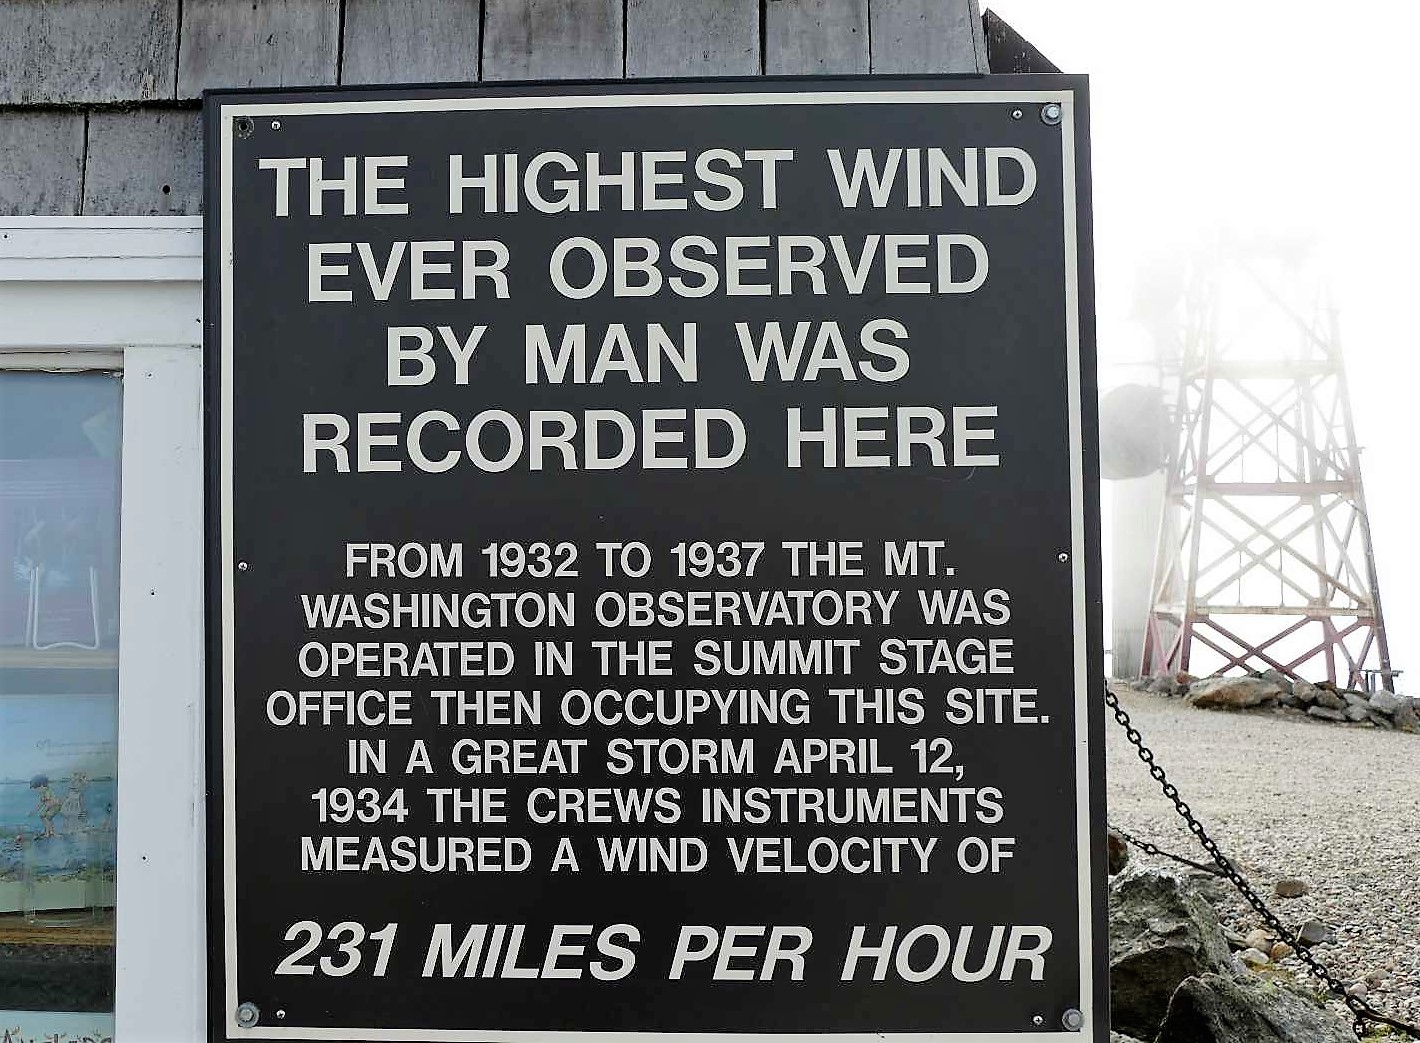 THE HIGHEST WIND
EVER OBSERVED
BY MAN WAS
RECORDED HERE
FROM 1932 TO 1937 THE MT.
WASHINGTON OBSERVATORY WAS
OPERATED IN THE SUMMIT STAGE
OFFICE THEN OCCUPYING THIS SITE.
IN A GREAT STORM APRIL 12,
1934 THE CREWS INSTRUMENTS
MEASURED A WIND VELOCITY OF
231 MILES PER HOUR